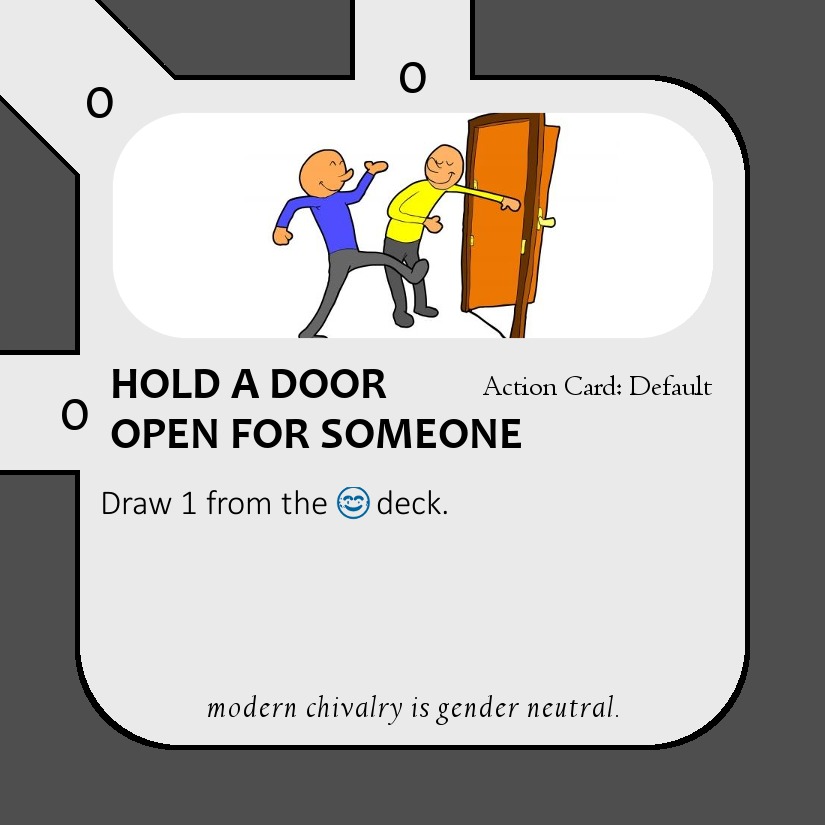 0
0
0
HOLD A DOOR
Action Card: Default
OPEN FOR SOMEONE
Draw 1 from the 😊 deck.
modern chivalry is gender neutral.